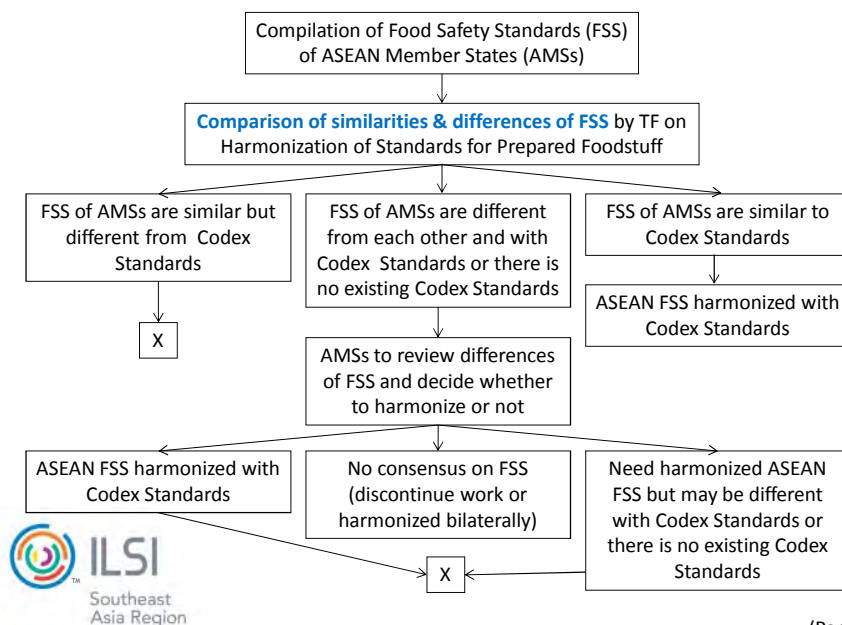 Compilation of Food Safety Standards (FSS)
of ASEAN Member States (AMSs)
Comparison of similarities & differences of FSS by TF on
Harmonization of Standards for Prepared Foodstuff
FSS of AMSs are similar but
different from Codex
Standards
FSS of AMSs are different
from each other and with
Codex Standards or there is
no existing Codex Standards
FSS of AMSs are similar to
Codex Standards
X
ASEAN FSS harmonized with
Codex Standards
AMSs to review differences
of FSS and decide whether
to harmonize or not
ASEAN FSS harmonized with
Codex Standards
No consensus on FSS
(discontinue work or
harmonized bilaterally)
Need harmonized ASEAN
FSS but may be different
with Codex Standards or
there is no existing Codex
Standards
X
TM
ILSI
Southeast
Asia Region